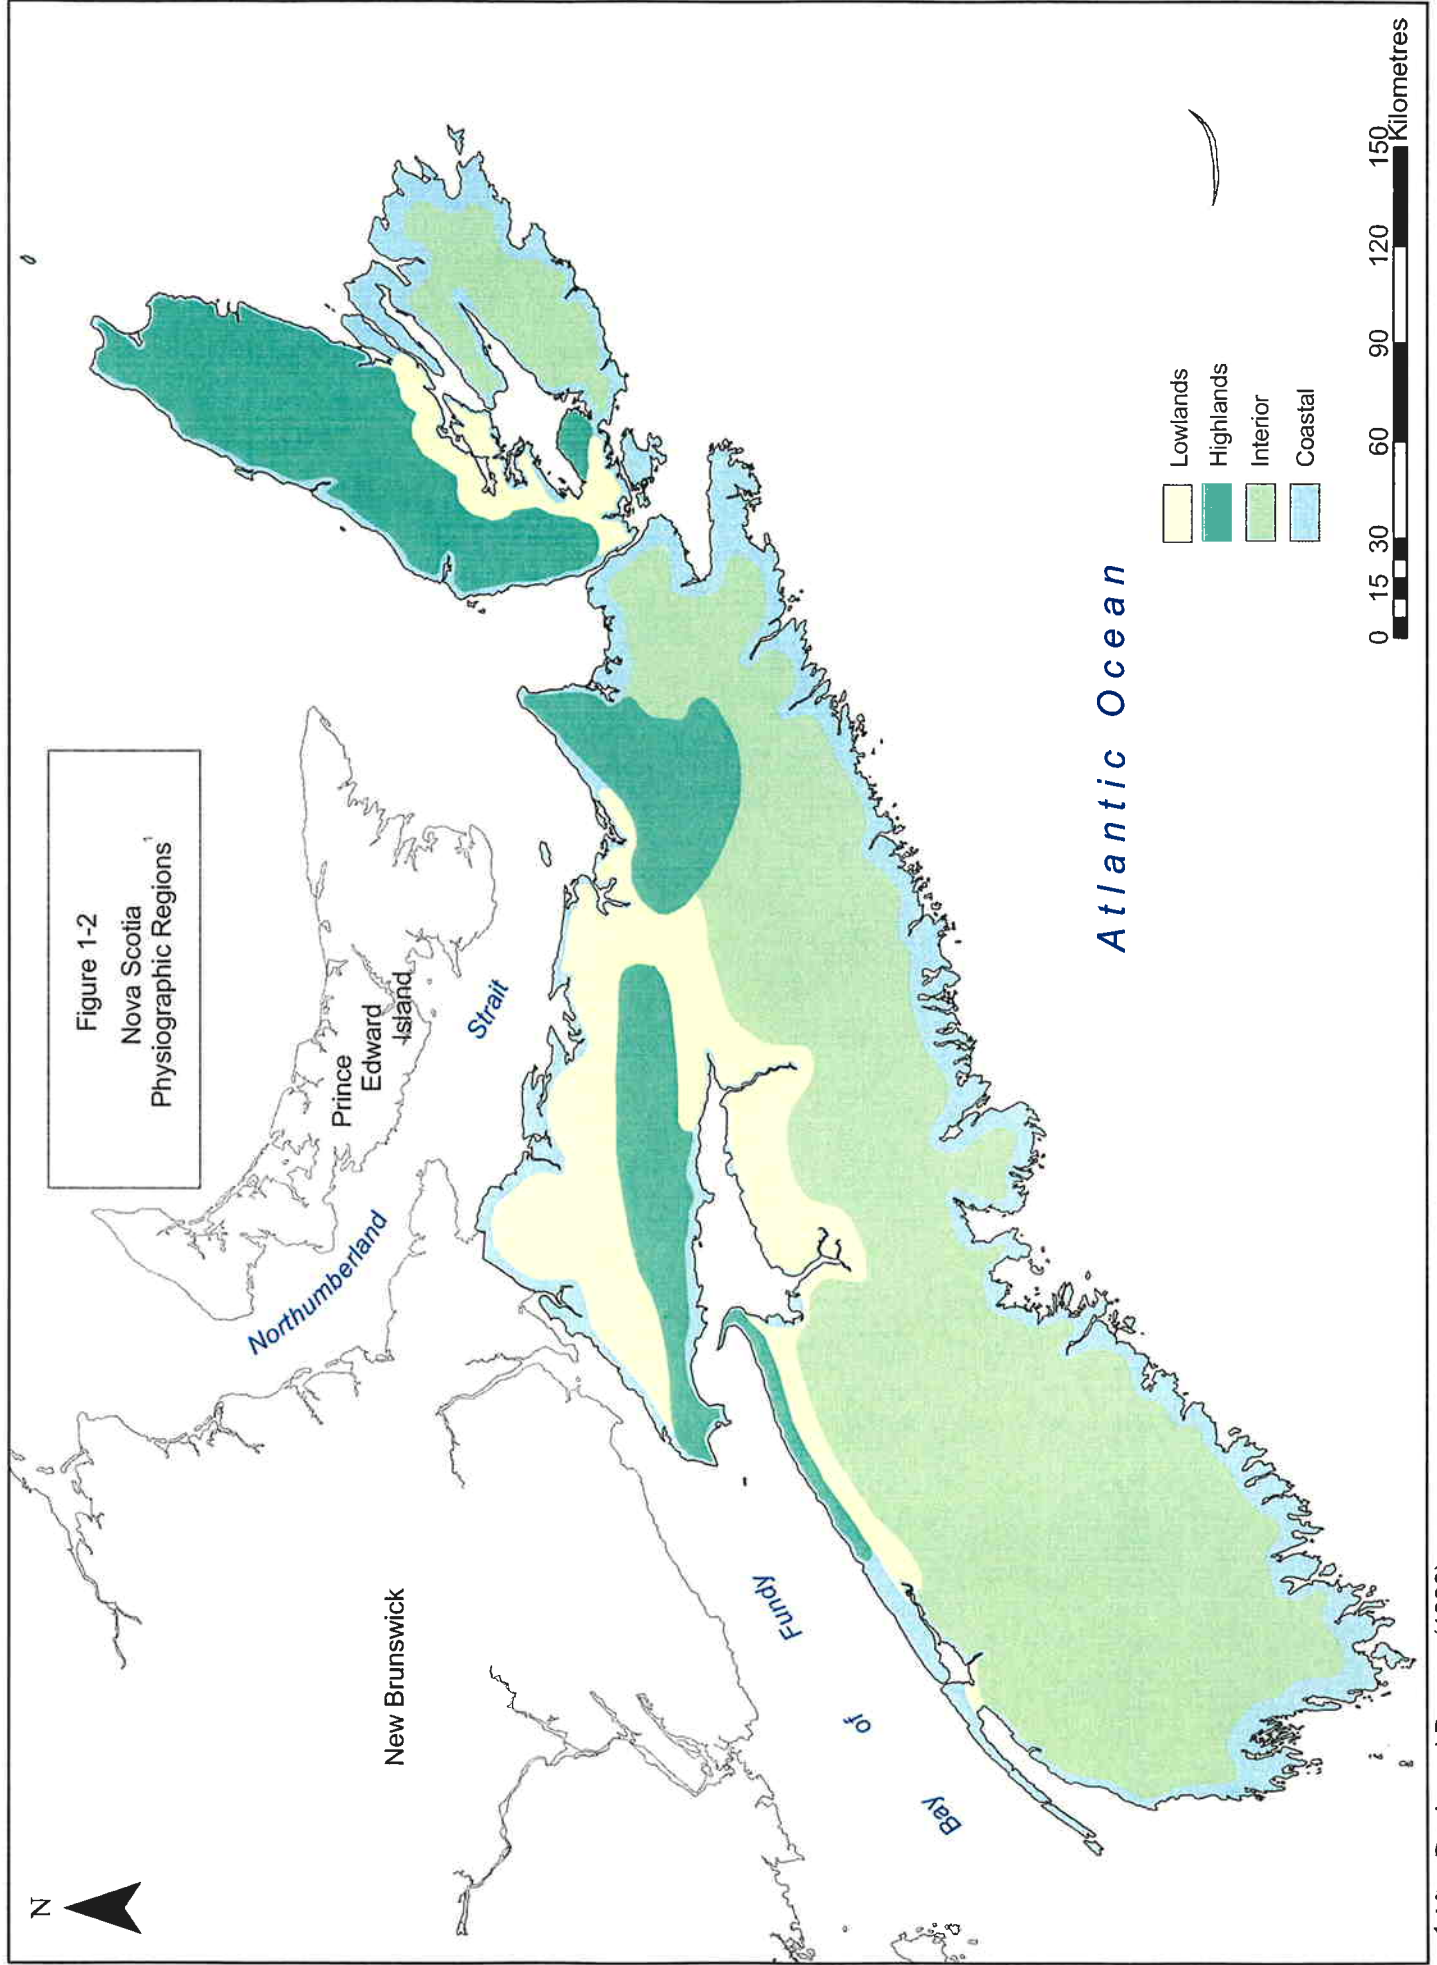 Figure 1-2
Nova Scotia
Physiographic Regions¹
N
Prince
Edward
Island
Northumberland
Strait
New Brunswick
Bay
of
Fundy
Atlantic Ocean
Lowlands
Highlands
Interior
Coastal
0 15 30 60 90 120 150
Kilometres